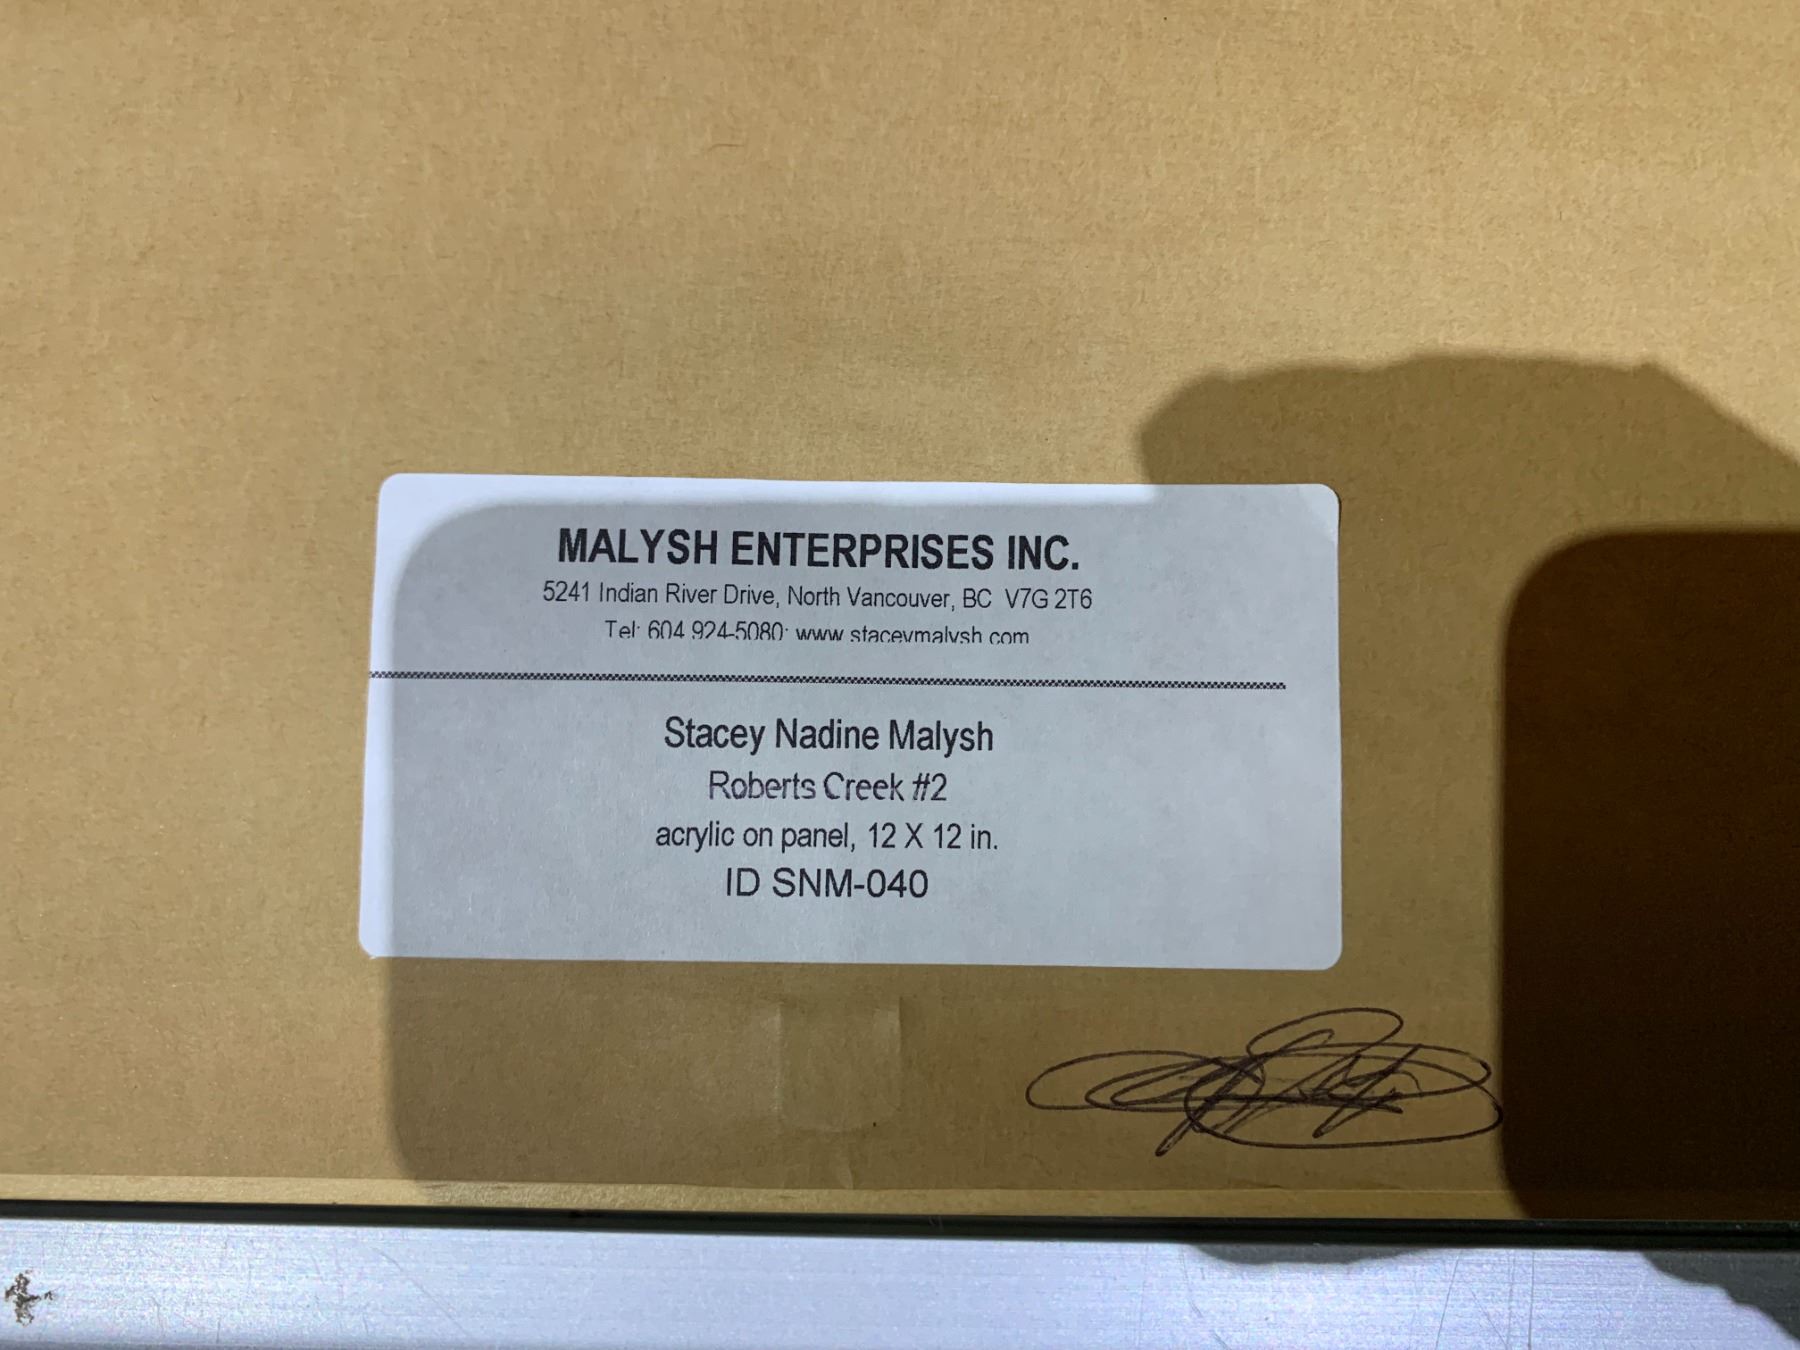 MALYSH ENTERPRISES INC.
5241 Indian River Drive, North Vancouver, BC V7G 2T6
Tel: 604 924-5080; www.staceymalysh.com
Stacey Nadine Malysh
Roberts Creek #2
acrylic on panel, 12 X 12 in.
ID SNM-040